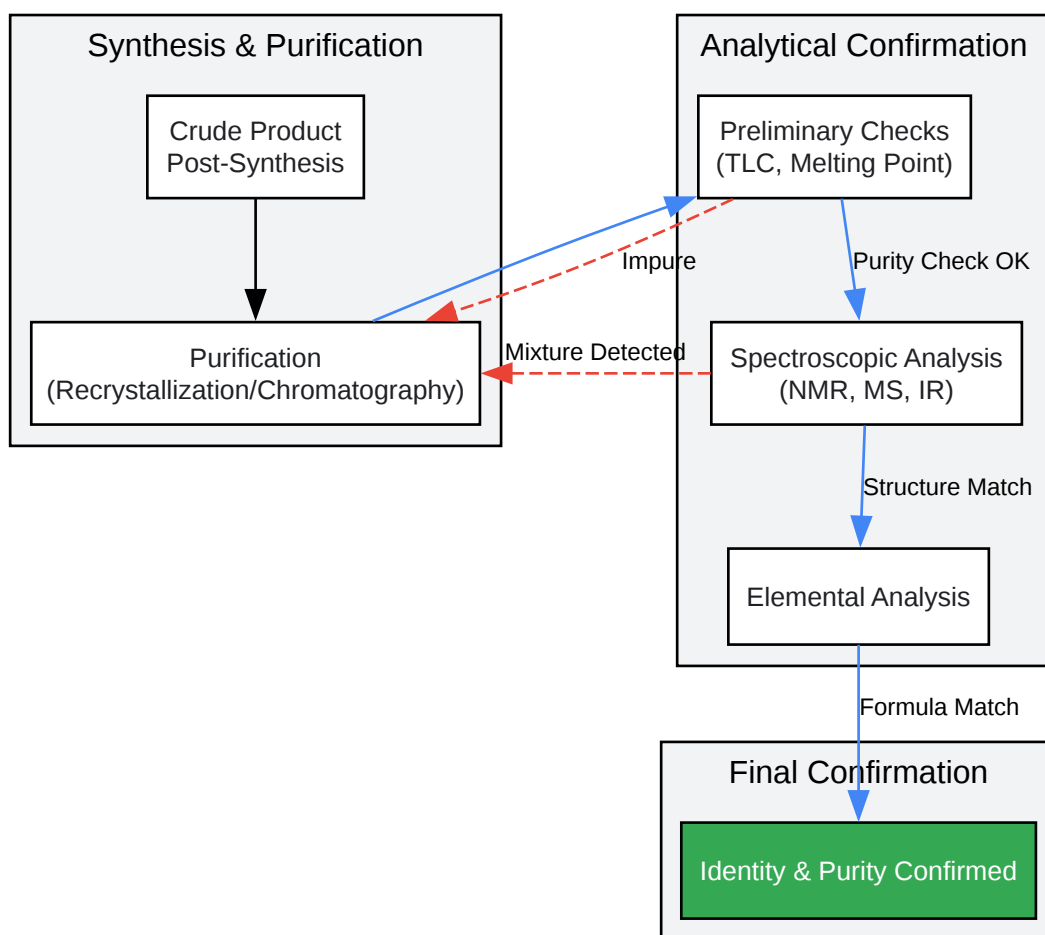 Synthesis & Purification
Crude Product
Post-Synthesis
Purification
(Recrystallization/Chromatography)
Analytical Confirmation
Preliminary Checks
(TLC, Melting Point)
Impure
Purity Check OK
Mixture Detected
Spectroscopic Analysis
(NMR, MS, IR)
Structure Match
Elemental Analysis
Formula Match
Final Confirmation
Identity & Purity Confirmed